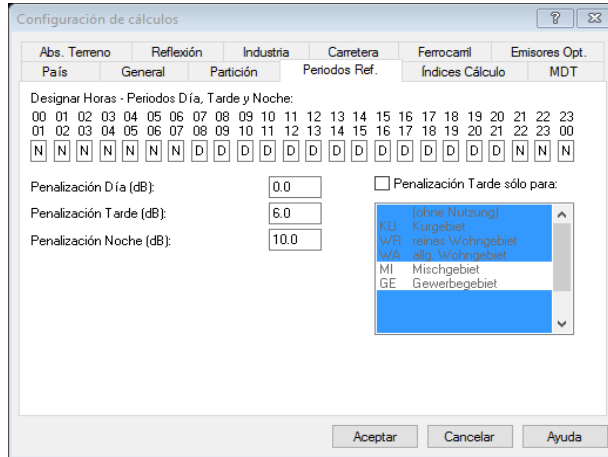 Configuración de cálculos
Abs. Terreno Reflexión Industria Carretera Ferrocarril Emisores Opt.
País General Partición Periodos Ref. Índices Cálculo MDT
Designar Horas - Periodos Día, Tarde y Noche:
00 01 02 03 04 05 06 07 08 09 10 11 12 13 14 15 16 17 18 19 20 21 22 23
01 02 03 04 05 06 07 08 09 10 11 12 13 14 15 16 17 18 19 20 21 22 23 00
N N N N N N N D D D D D D D D D D D D D D N N N
Penalización Día (dB): 0.0
Penalización Tarde sólo para:
Penalización Tarde (dB): 6.0
Penalización Noche (dB): 10.0
(ohne Nutzung)
KU Kurgebiet
WR reines Wohngebiet
WA allg. Wohngebiet
MI Mischgebiet
GE Gewerbegebiet
Aceptar Cancelar Ayuda